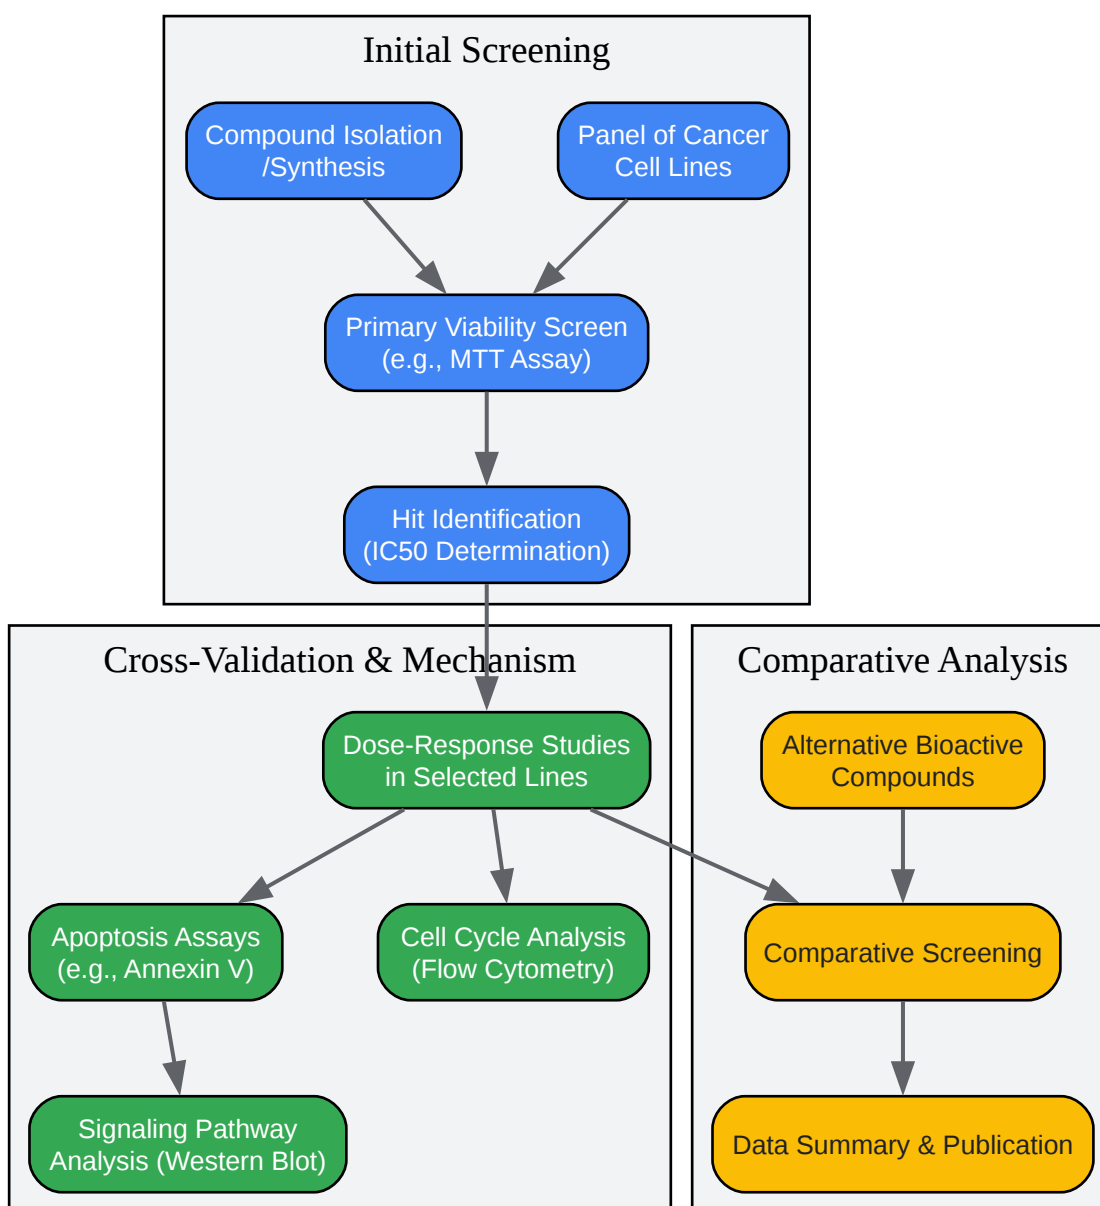 Initial Screening
Compound Isolation
/Synthesis
Panel of Cancer
Cell Lines
Primary Viability Screen
(e.g., MTT Assay)
Hit Identification
(IC50 Determination)
Cross-Validation & Mechanism
Dose-Response Studies
in Selected Lines
Apoptosis Assays
(e.g., Annexin V)
Cell Cycle Analysis
(Flow Cytometry)
Signaling Pathway
Analysis (Western Blot)
Comparative Analysis
Alternative Bioactive
Compounds
Comparative Screening
Data Summary & Publication